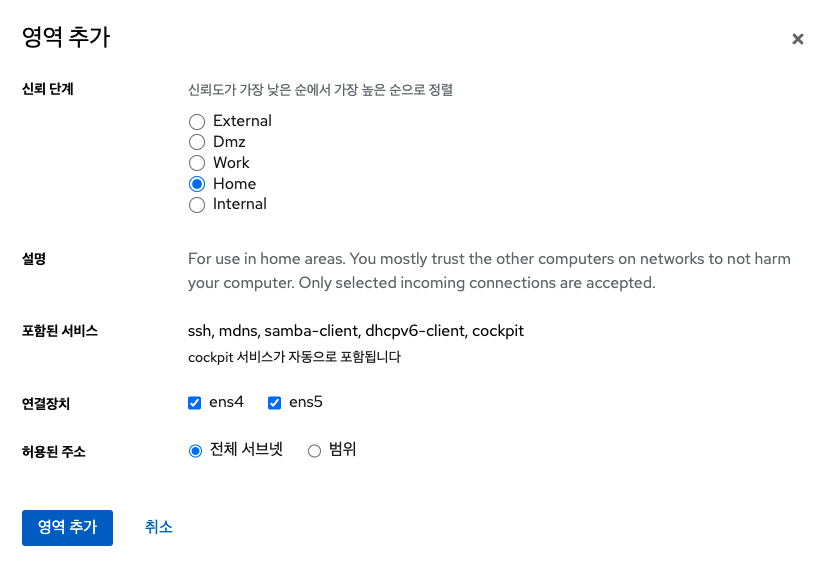 영역 추가
신뢰 단계
신뢰도가 가장 낮은 순에서 가장 높은 순으로 정렬
External
Dmz
Work
Home
Internal
설명
For use in home areas. You mostly trust the other computers on networks to not harm
your computer. Only selected incoming connections are accepted.
포함된 서비스
ssh, mdns, samba-client, dhcpv6-client, cockpit
cockpit 서비스가 자동으로 포함됩니다
연결장치
ens4 ens5
허용된 주소
전체 서브넷 범위
영역 추가 취소